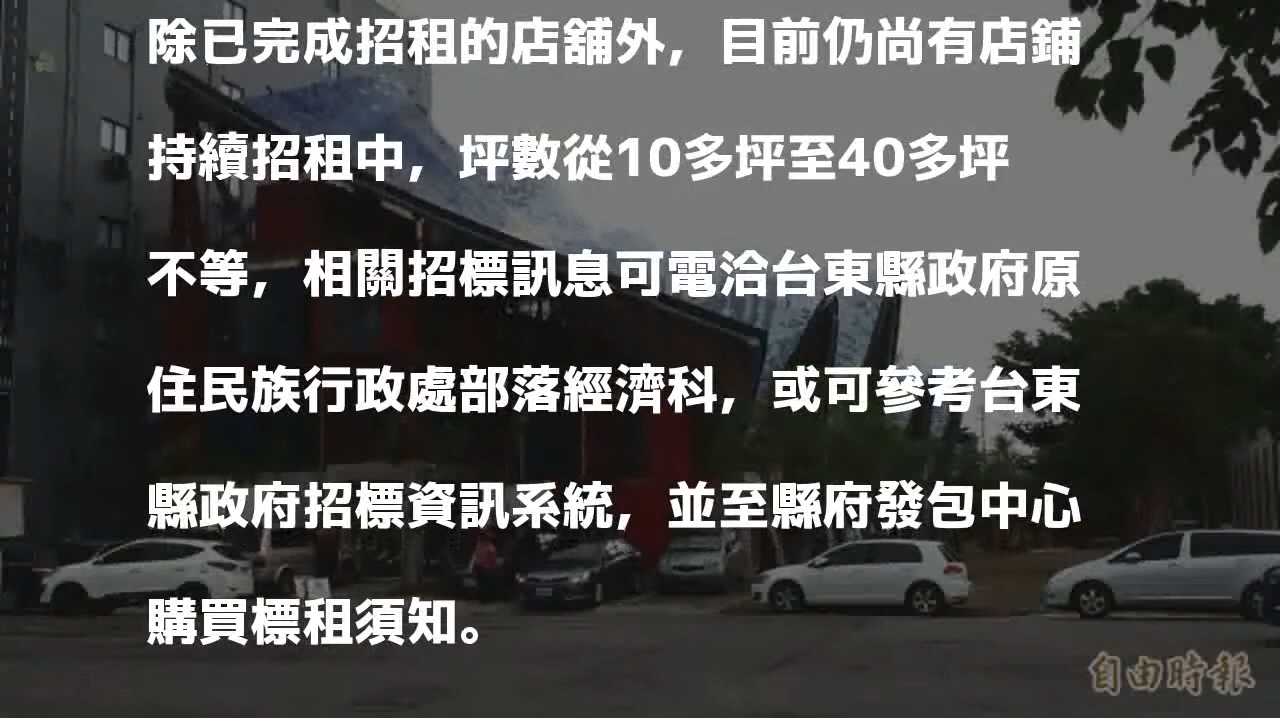 除已完成招租的店舖外，目前仍尚有店鋪
持續招租中，坪數從10多坪至40多坪
不等，相關招標訊息可電洽台東縣政府原
住民族行政處部落經濟科，或可參考台東
縣政府招標資訊系統，並至縣府發包中心
購買標租須知。
自由時報